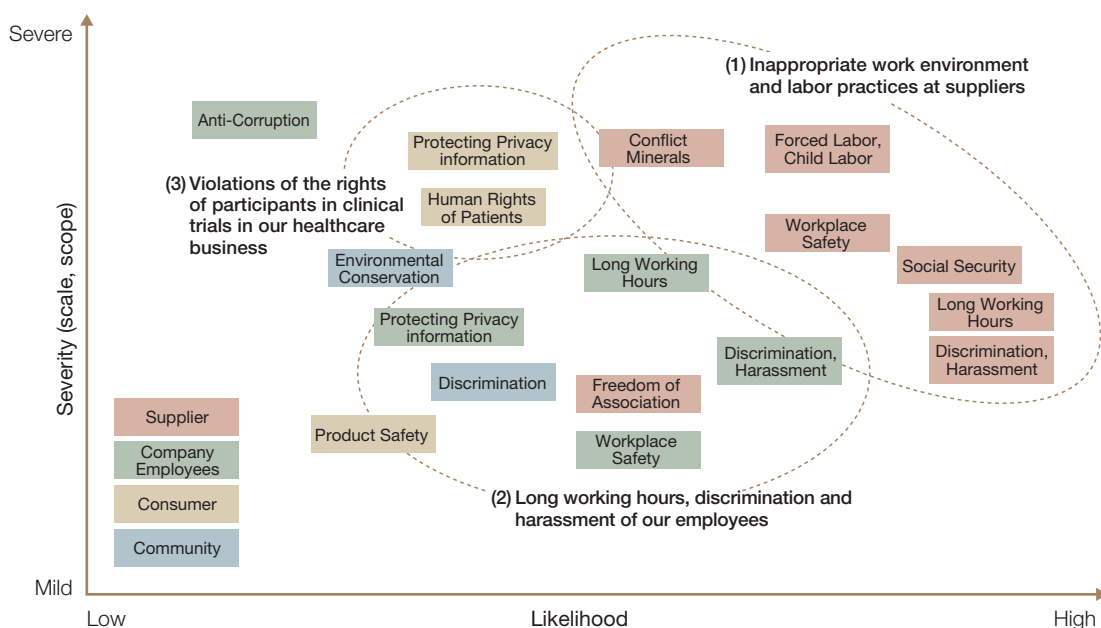 Severe
(1) Inappropriate work environment
and labor practices at suppliers
Anti-Corruption
Protecting Privacy
information
Conflict
Minerals
Forced Labor,
Child Labor
(3) Violations of the rights
of participants in clinical
trials in our healthcare
business
Human Rights
of Patients
Workplace
Safety
Environmental
Conservation
Long Working
Hours
Social Security
Protecting Privacy
information
Long Working
Hours
Discrimination,
Harassment
Discrimination,
Harassment
Discrimination
Freedom of
Association
Severity (scale, scope)
Supplier
Product Safety
Workplace
Safety
Company
Employees
Consumer
(2) Long working hours, discrimination and
harassment of our employees
Community
Mild
Low
Likelihood
High